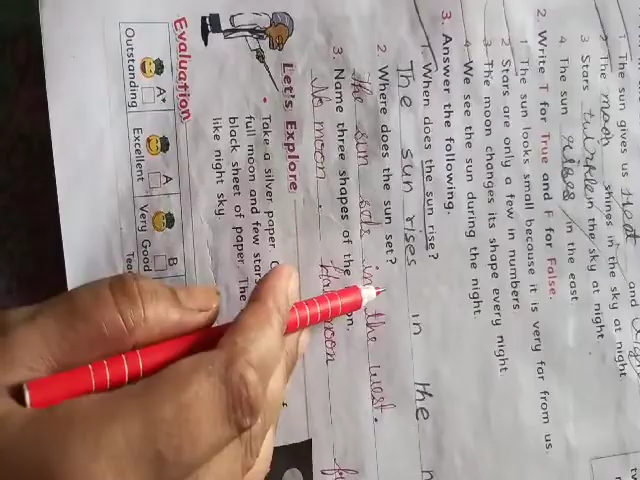 1 The sun gives us Heat and
2. The moon shines in the sky at night
3 Stars twinkle in the sky at night.
4 The sun rises in the east
2. Write T for True and F for False.
1 The sun looks small because it is very far from us.
2 Stars are only a few in numbers
3 The moon changes its shape every night
4 We see the sun during the night.
3. Answer the following.
1. When does the sun rise?
The sun rises in the
2 Where does the sun set?
The sun sets in the west.
3. Name three shapes of the
No moon. moon
Let's Explore
• Take a silver paper.
full moon and few stars
black sheet of paper. The
like night sky.
Evaluation
A* A B
Outstanding Excellent Very Good